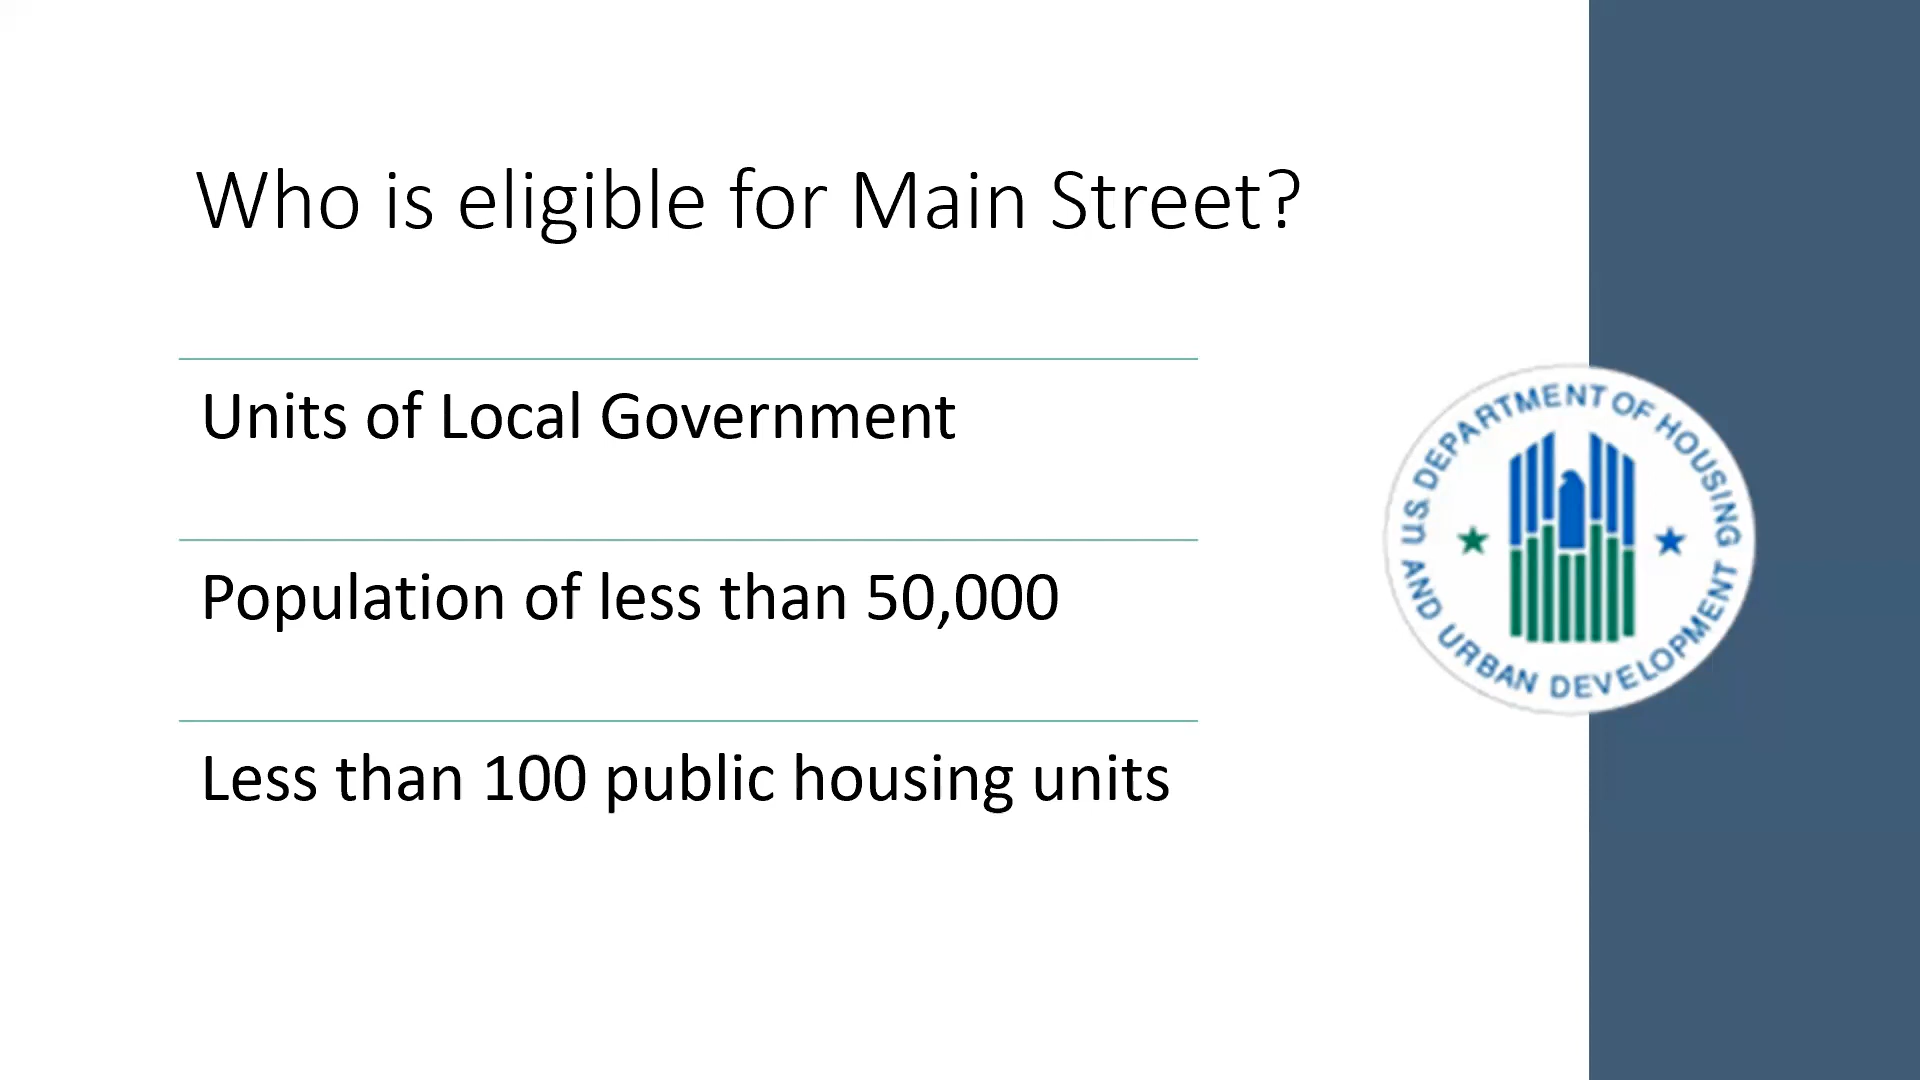 Who is eligible for Main Street?
Units of Local Government
Population of less than 50,000
Less than 100 public housing units
U.S. DEPARTMENT OF HOUSING
AND URBAN DEVELOPMENT